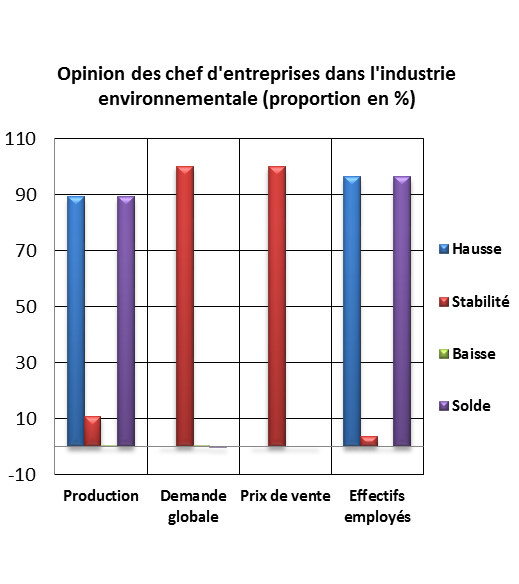 Opinion des chef d'entreprises dans l'industrie
environnementale (proportion en %)
110
90
70
50
30
10
-10
Production
Demande
globale
Prix de vente
Effectifs
employés
Hausse
Stabilité
Baisse
Solde